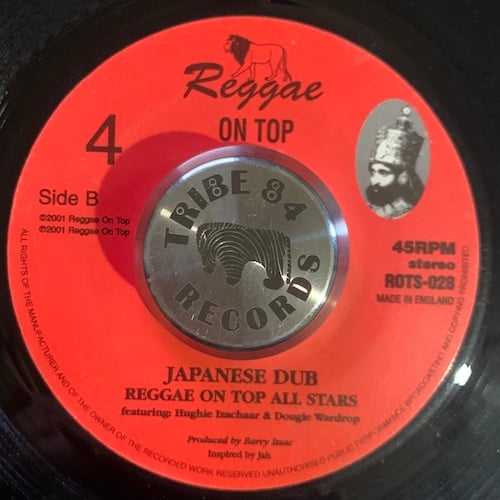 Reggae
ON TOP
4
Side B
©2001 Reggae On Top
℗2001 Reggae On Top
45RPM
stereo
ROTS-028
MADE IN ENGLAND
TRIBE 84
RECORDS
JAPANESE DUB
REGGAE ON TOP ALL STARS
featuring: Hughie Izachaar & Dougie Wardrop
Produced by Barry Issac
Inspired by Jah
ALL RIGHTS OF THE MANUFACTURER AND OF THE OWNER OF THE RECORDED WORK RESERVED UNAUTHORISED PUBLIC PERFORMANCE BROADCASTING AND COPYING PROHIBITED